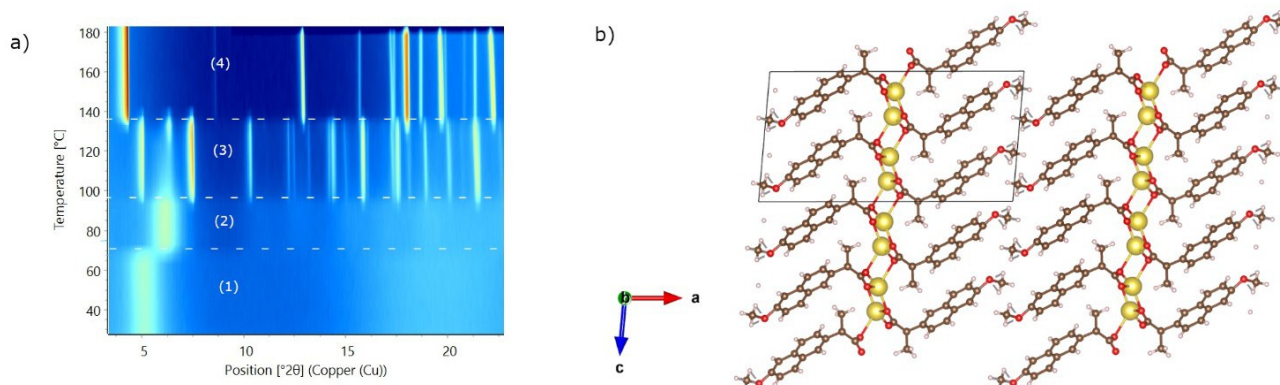 a)
Temperature [°C]
180
160
140
120
100
80
60
40
(4)
(3)
(2)
(1)
5
10
15
20
Position [°2θ] (Copper (Cu))
b)
b
a
c